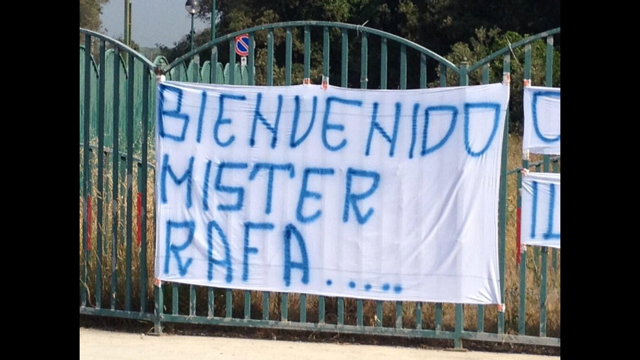 BIENVENIDO
MISTER
RAFA.....